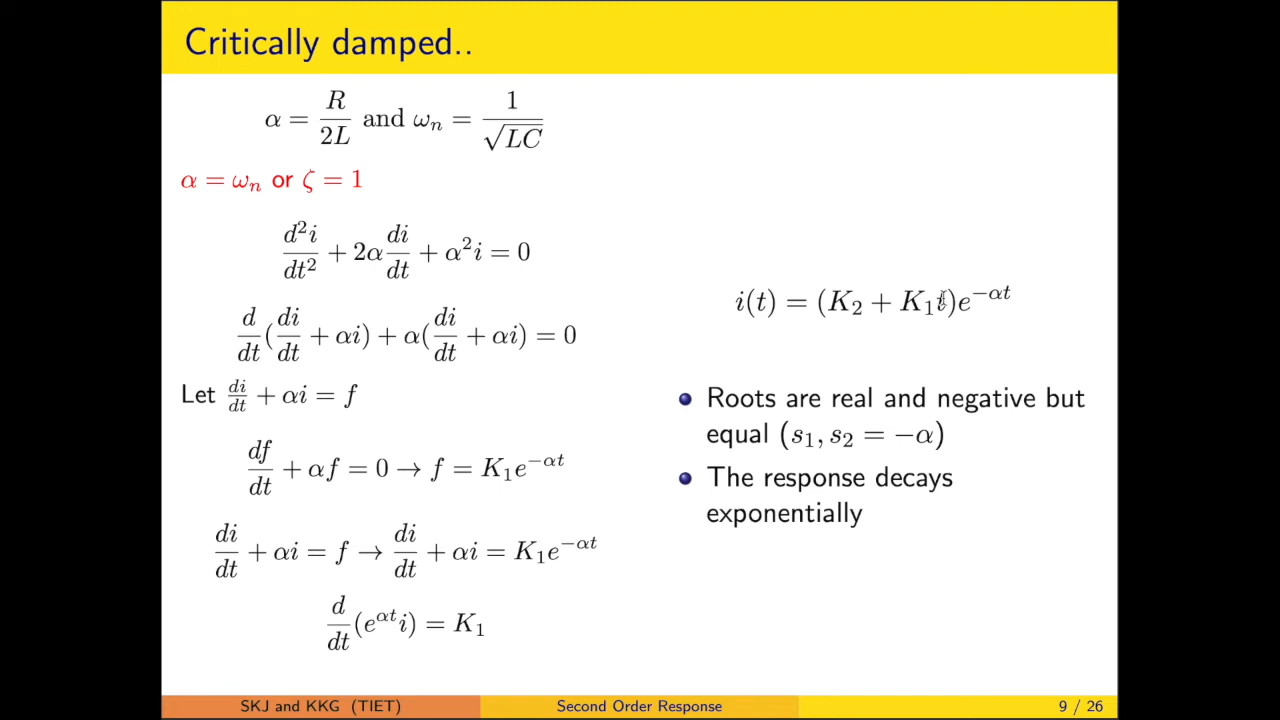 Critically damped..
α = R/2L and ωn = 1/√LC
α = ωn or ζ = 1
d²i/dt² + 2α di/dt + α²i = 0
d/dt(di/dt + αi) + α(di/dt + αi) = 0
Let di/dt + αi = f
df/dt + αf = 0 → f = K₁e^−αt
di/dt + αi = f → di/dt + αi = K₁e^−αt
d/dt(e^αt i) = K₁
i(t) = (K₂ + K₁t)e^−αt
Roots are real and negative but
equal (s₁, s₂ = −α)
The response decays
exponentially
SKJ and KKG (TIET) Second Order Response 9 / 26